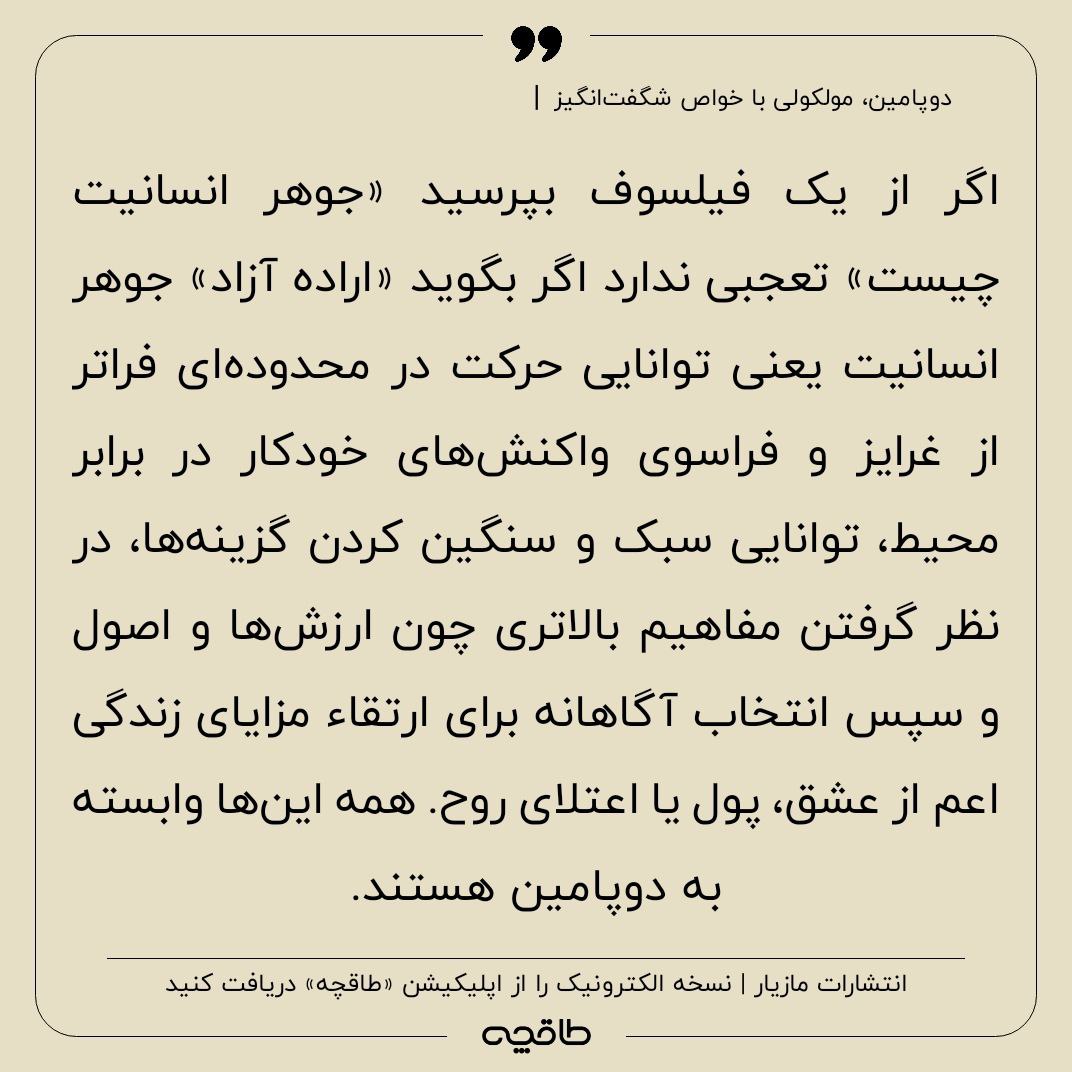 دوپامین، مولکولی با خواص شگفت‌انگیز |
اگر از یک فیلسوف بپرسید «جوهر انسانیت
چیست» تعجبی ندارد اگر بگوید «اراده آزاد» جوهر
انسانیت یعنی توانایی حرکت در محدوده‌ای فراتر
از غرایز و فراسوی واکنش‌های خودکار در برابر
محیط، توانایی سبک و سنگین کردن گزینه‌ها، در
نظر گرفتن مفاهیم بالاتری چون ارزش‌ها و اصول
و سپس انتخاب آگاهانه برای ارتقاء مزایای زندگی
اعم از عشق، پول یا اعتلای روح. همه این‌ها وابسته
به دوپامین هستند.
انتشارات مازیار | نسخه الکترونیک را از اپلیکیشن «طاقچه» دریافت کنید
طاقچه